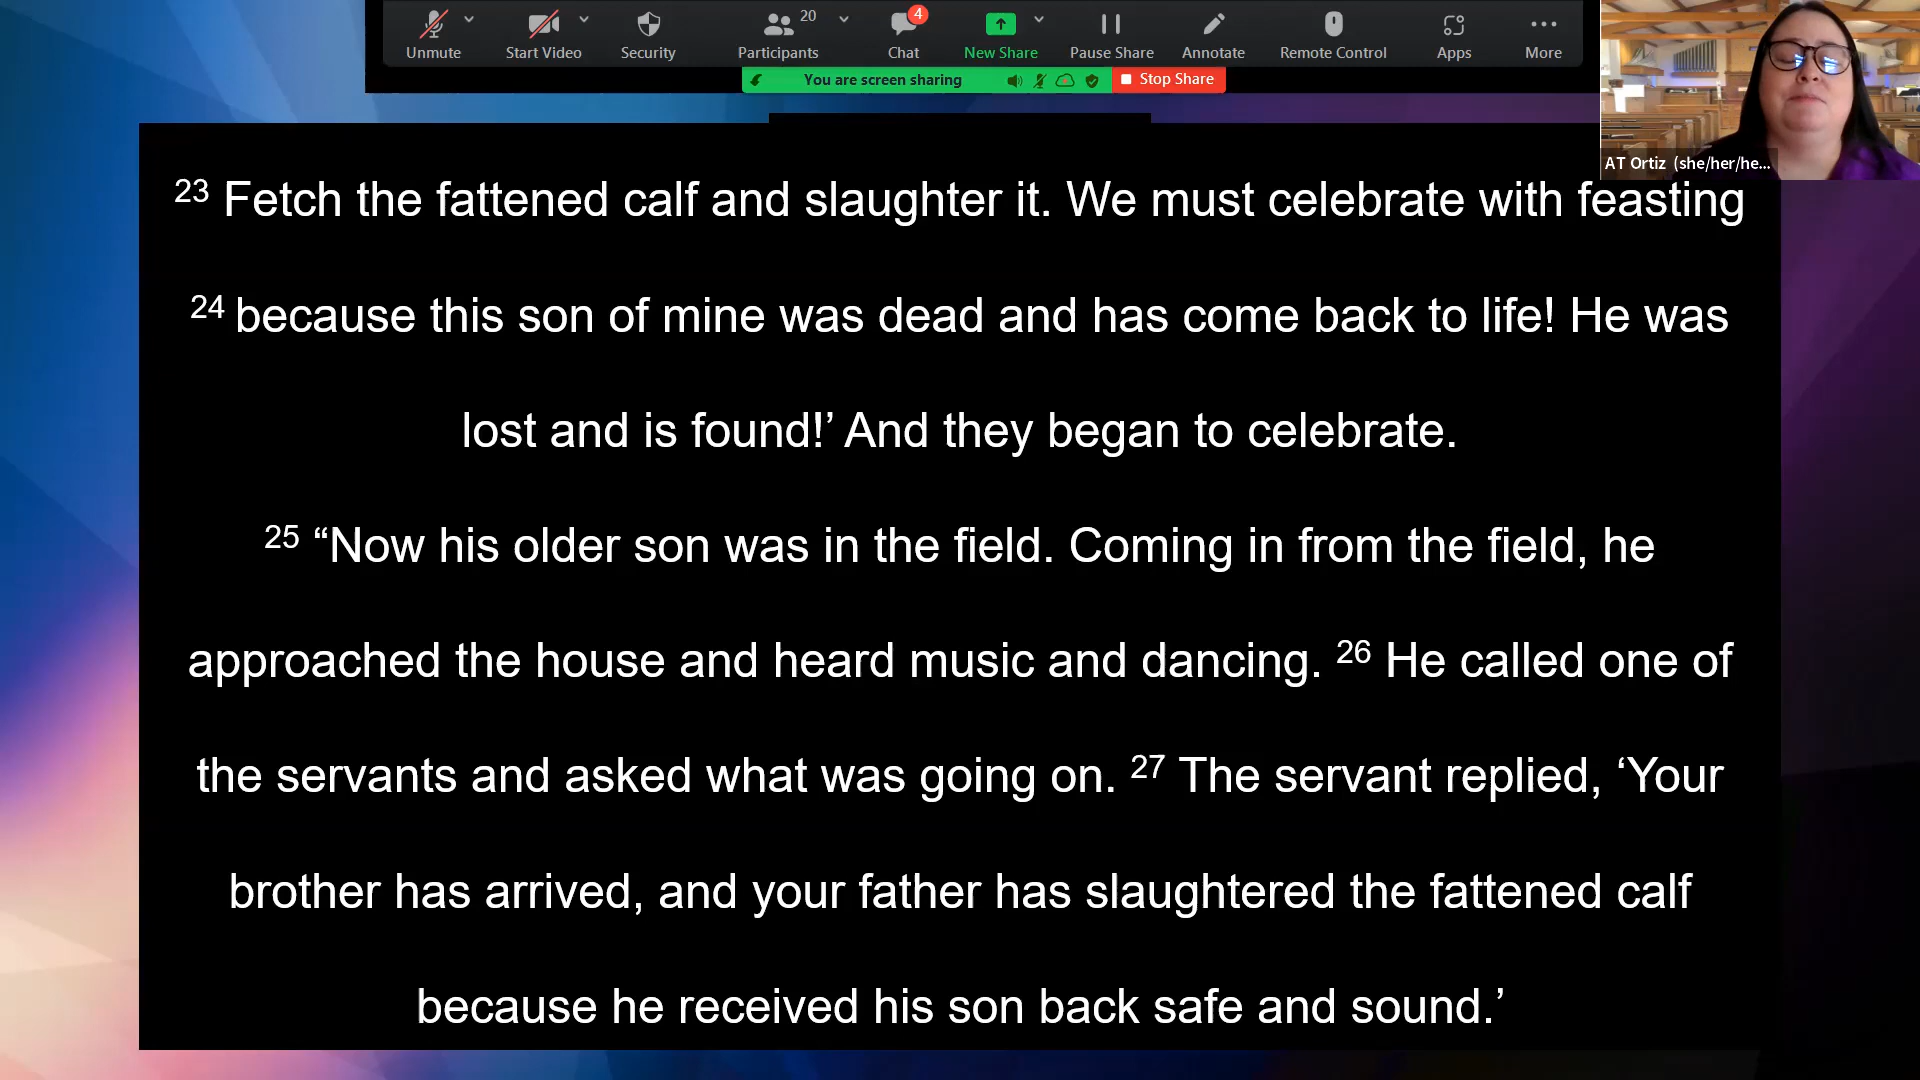 20
4
Unmute
Start Video
Security
Participants
Chat
New Share
Pause Share
Annotate
Remote Control
Apps
More
You are screen sharing
Stop Share
AT Ortiz (she/her/he...
23 Fetch the fattened calf and slaughter it. We must celebrate with feasting
24 because this son of mine was dead and has come back to life! He was
lost and is found!’ And they began to celebrate.
25 “Now his older son was in the field. Coming in from the field, he
approached the house and heard music and dancing. 26 He called one of
the servants and asked what was going on. 27 The servant replied, ‘Your
brother has arrived, and your father has slaughtered the fattened calf
because he received his son back safe and sound.’